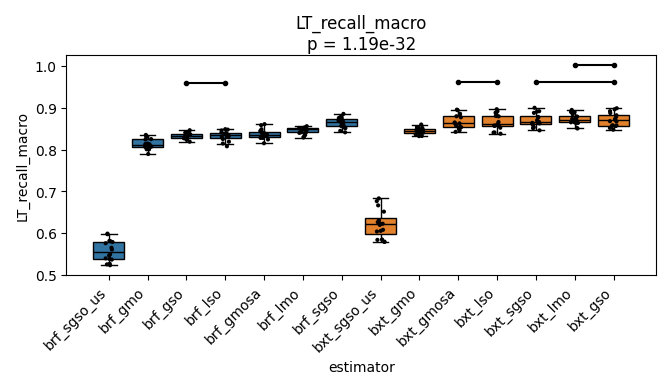 LT_recall_macro
p = 1.19e-32
LT_recall_macro
1.0
0.9
0.8
0.7
0.6
0.5
brf_sgso_us
brf_gmo
brf_gso
brf_lso
brf_gmosa
brf_lmo
brf_sgso
bxt_sgso_us
bxt_gmo
bxt_gmosa
bxt_lso
bxt_sgso
bxt_lmo
bxt_gso
estimator